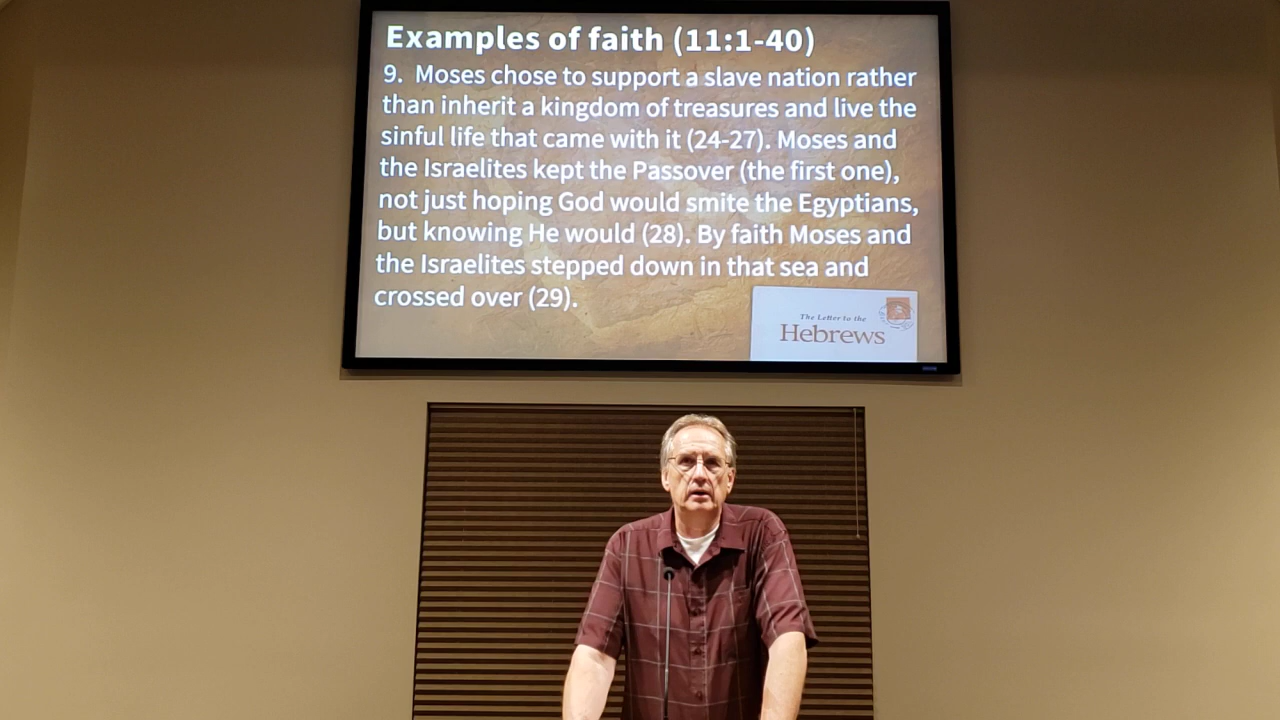 Examples of faith (11:1-40)
9. Moses chose to support a slave nation rather
than inherit a kingdom of treasures and live the
sinful life that came with it (24-27). Moses and
the Israelites kept the Passover (the first one),
not just hoping God would smite the Egyptians,
but knowing He would (28). By faith Moses and
the Israelites stepped down in that sea and
crossed over (29).
The Letter to the
Hebrews